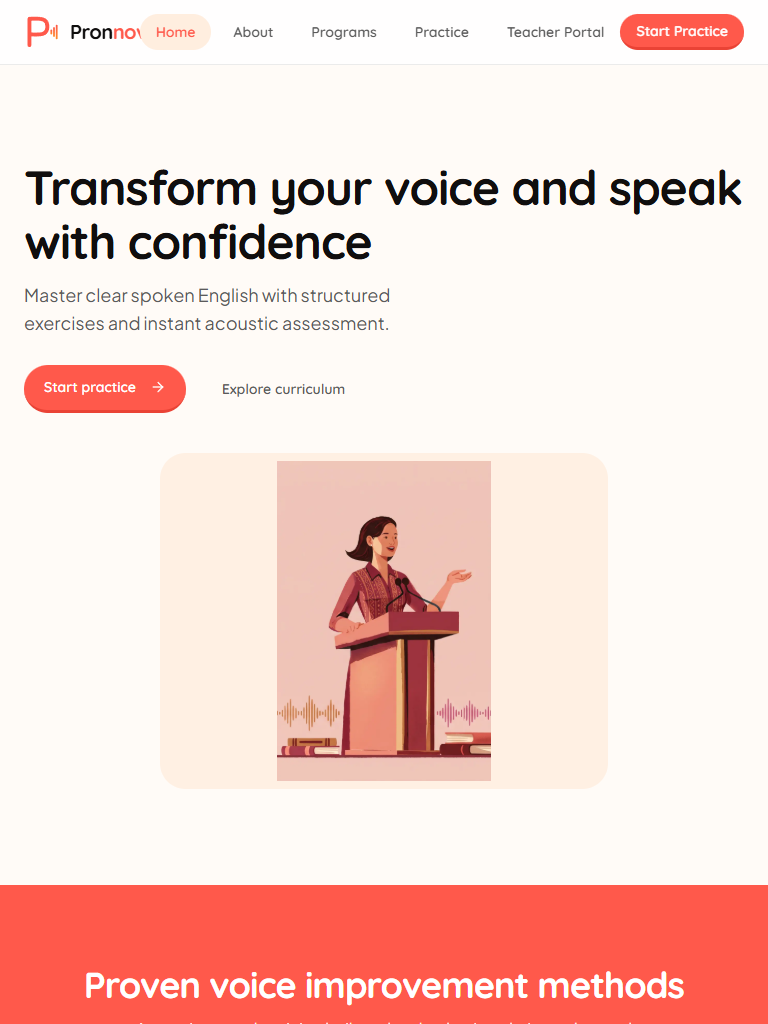 Home
About
Programs
Practice
Teacher Portal
Start Practice
Transform your voice and speak
with confidence
Master clear spoken English with structured
exercises and instant acoustic assessment.
Start practice
Explore curriculum
Proven voice improvement methods